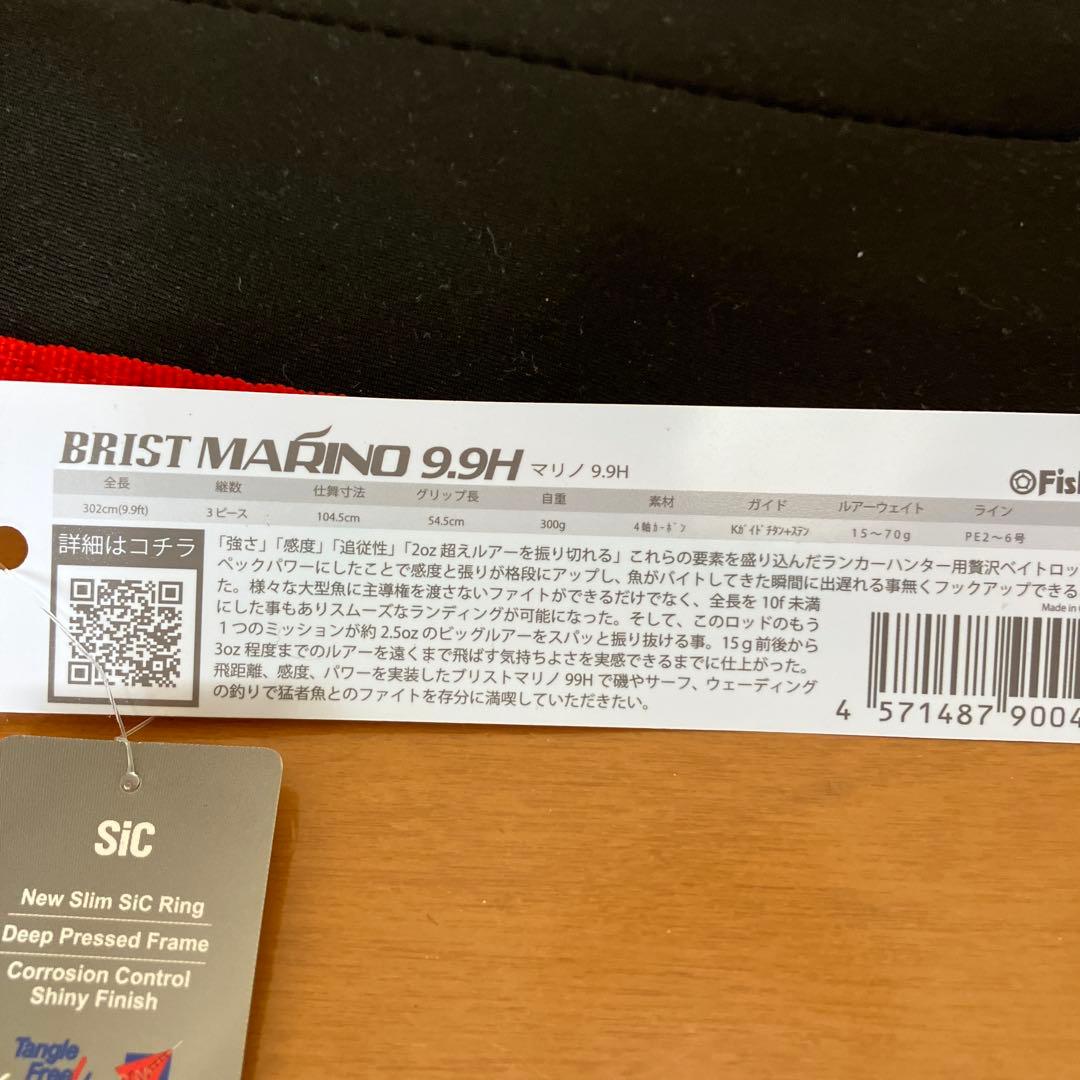 BRIST MARINO 9.9H マリノ 9.9H
Fis
全長 継数 仕舞寸法 グリップ長 自重 素材 ガイド ルアーウェイト ライン
302cm(9.9ft) 3ピース 104.5cm 54.5cm 300g 4軸ｶｰﾎﾞﾝ Kｶﾞｲﾄﾞﾁﾀﾝ+ｽﾃﾝ 15～70g PE2～6号
詳細はコチラ
「強さ」「感度」「追従性」「2oz 超えルアーを振り切れる」これらの要素を盛り込んだランカーハンター用贅沢ベイトロッ
ペックパワーにしたことで感度と張りが格段にアップし、魚がバイトしてきた瞬間に出遅れる事無くフックアップできる
た。様々な大型魚に主導権を渡さないファイトができるだけでなく、全長を 10f 未満
にした事もありスムーズなランディングが可能になった。そして、このロッドのもう
１つのミッションが約 2.5oz のビッグルアーをスパッと振り抜ける事。15ｇ前後から
3oz 程度までのルアーを遠くまで飛ばす気持ちよさを実感できるまでに仕上がった。
飛距離、感度、パワーを実装したブリストマリノ 99H で磯やサーフ、ウェーディング
の釣りで猛者魚とのファイトを存分に満喫していただきたい。
Made in
4 571487 9004
SiC
New Slim SiC Ring
Deep Pressed Frame
Corrosion Control
Shiny Finish
Tangle
Free!